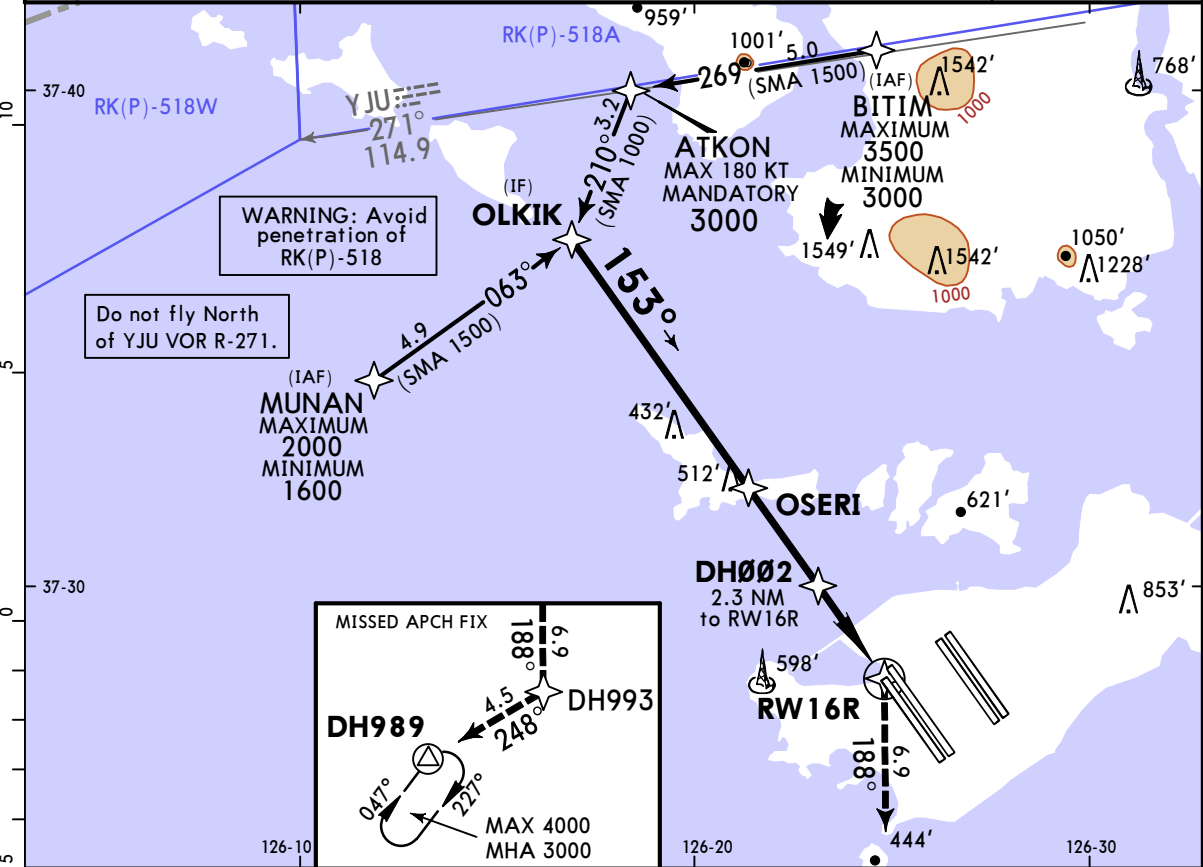 959'
RK(P)-518A
1001'
5.0
269
(SMA 1500)
(IAF)
BITIM
MAXIMUM
3500
MINIMUM
3000
1542'
1000
768'
37-40
10
RK(P)-518W
YJU
271°
114.9
3.2
210°
(SMA 1000)
ATKON
MAX 180 KT
MANDATORY
3000
(IF)
OLKIK
WARNING: Avoid
penetration of
RK(P)-518
1549'
1542'
1000
1050'
1228'
063°
4.9
(SMA 1500)
153°
Do not fly North
of YJU VOR R-271.
5
(IAF)
MUNAN
MAXIMUM
2000
MINIMUM
1600
432'
512'
OSERI
621'
37-30
DHØØ2
2.3 NM
to RW16R
853'
0
598'
RW16R
188°
6.9
444'
MISSED APCH FIX
188°
6.9
DH993
4.5
248°
DH989
047°
227°
MAX 4000
MHA 3000
5
126-10
126-20
126-30